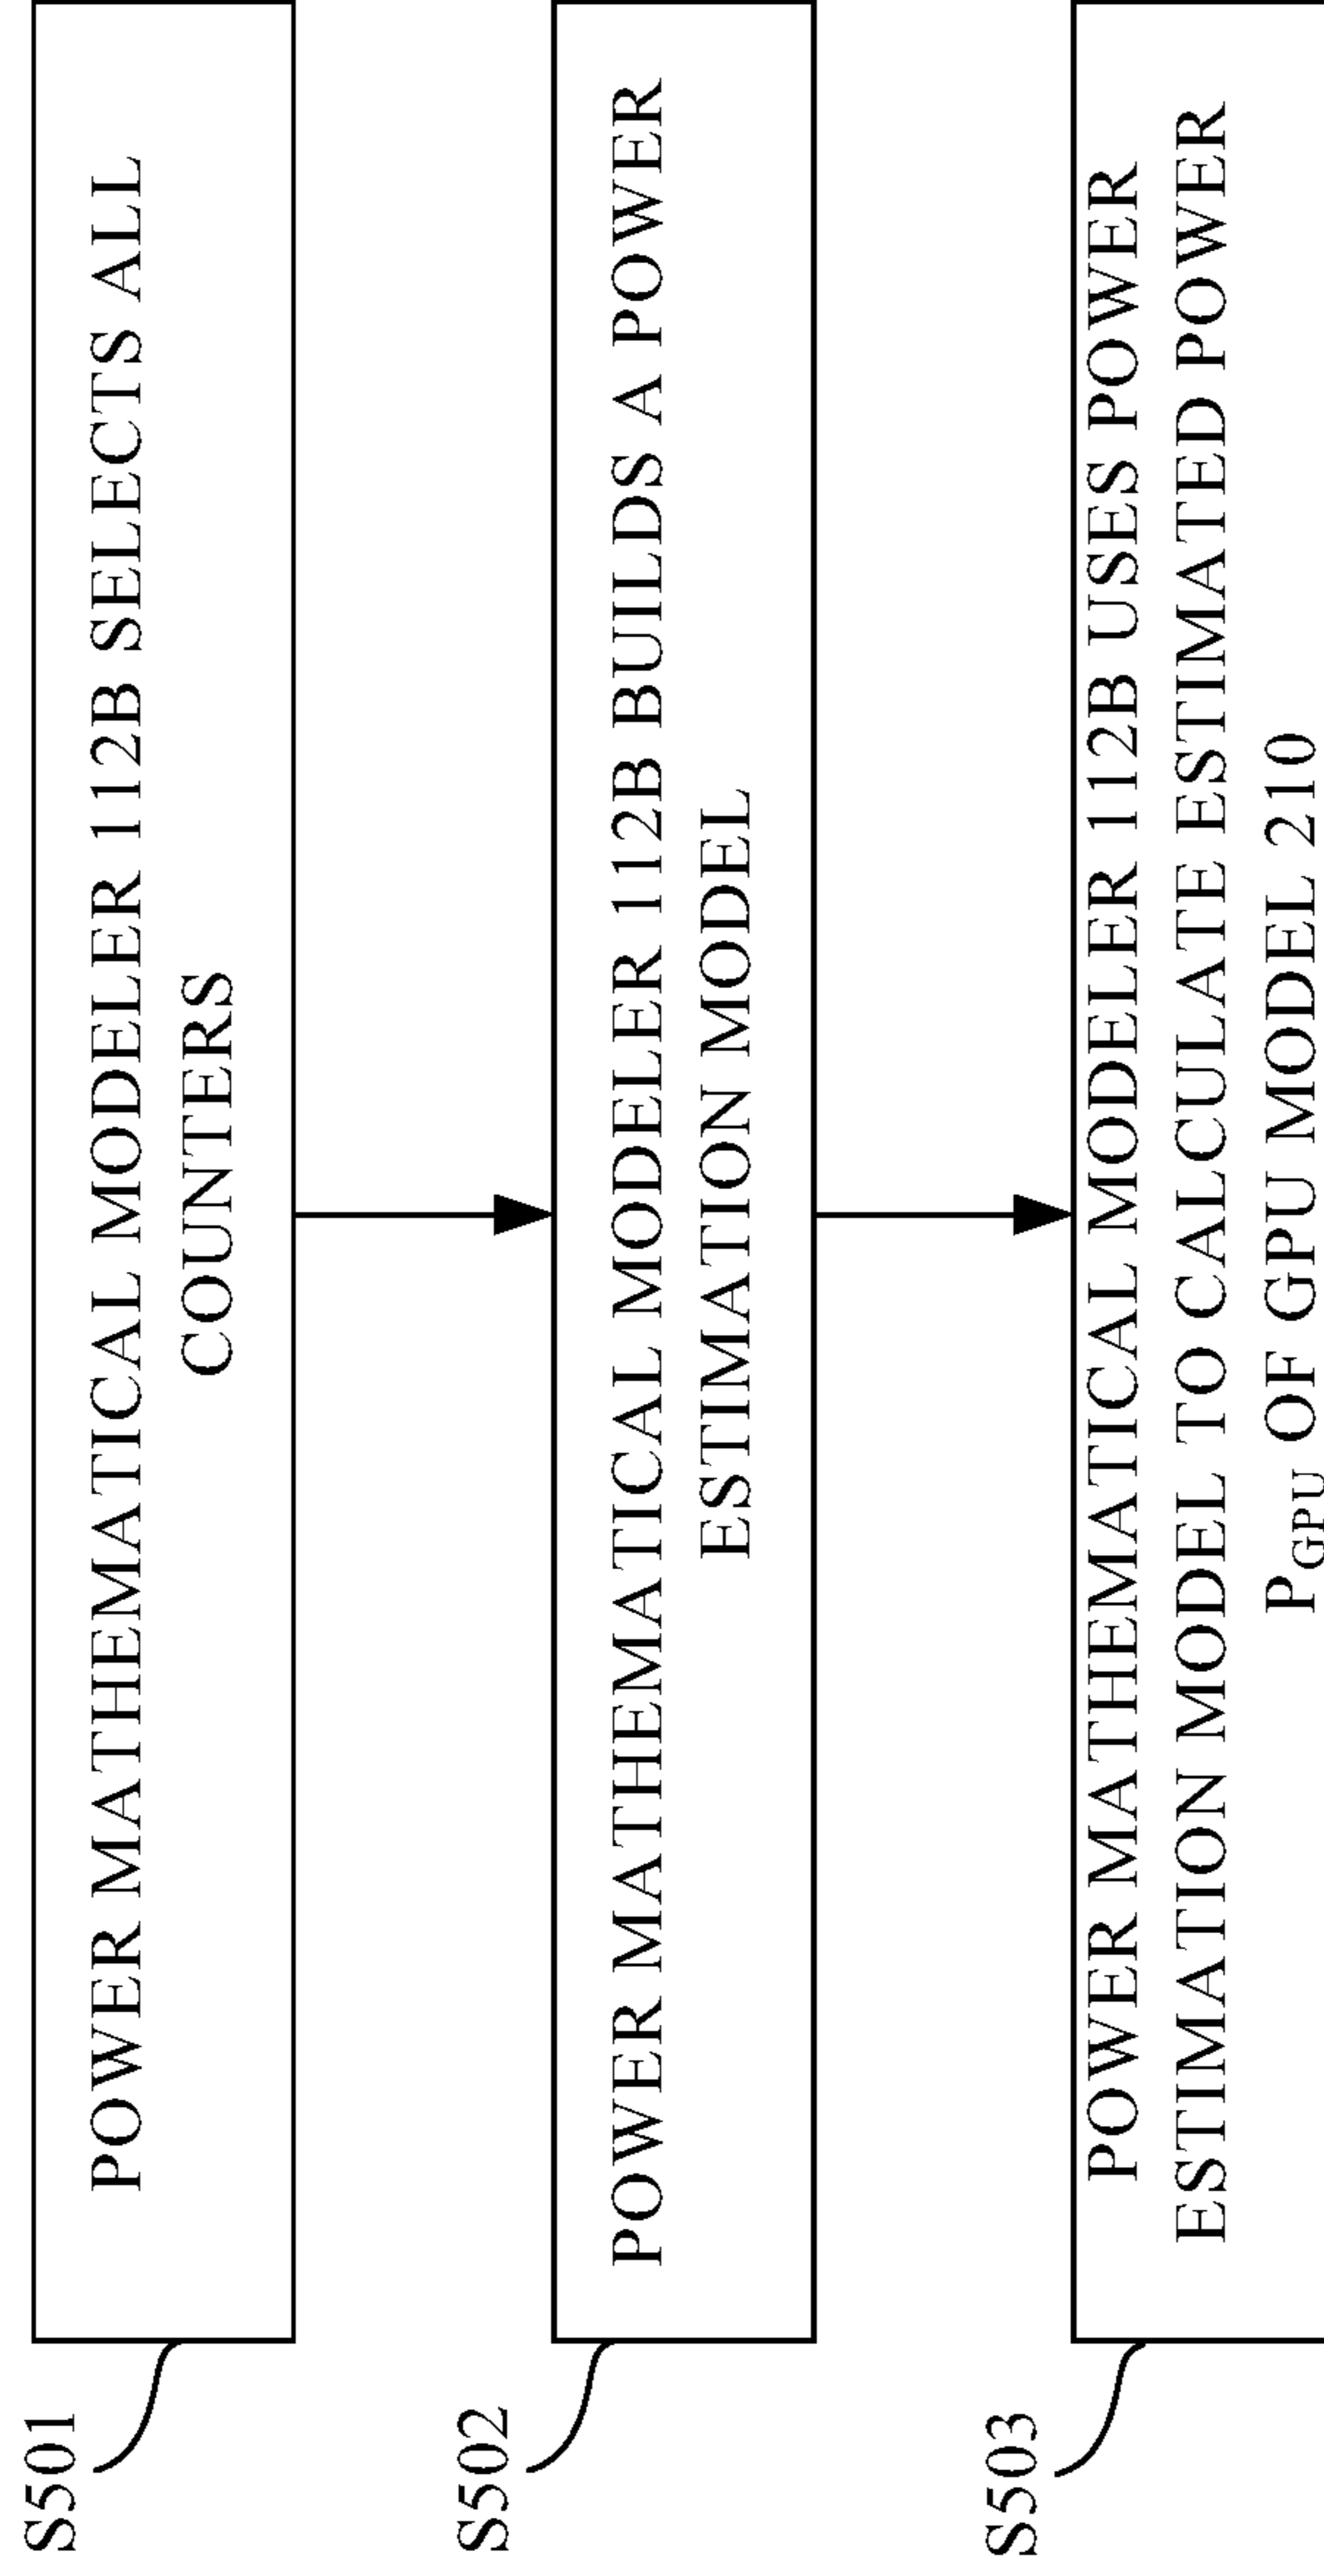 S501
POWER MATHEMATICAL MODELER 112B SELECTS ALL
COUNTERS
S502
POWER MATHEMATICAL MODELER 112B BUILDS A POWER
ESTIMATION MODEL
S503
POWER MATHEMATICAL MODELER 112B USES POWER
ESTIMATION MODEL TO CALCULATE ESTIMATED POWER
PGPU OF GPU MODEL 210